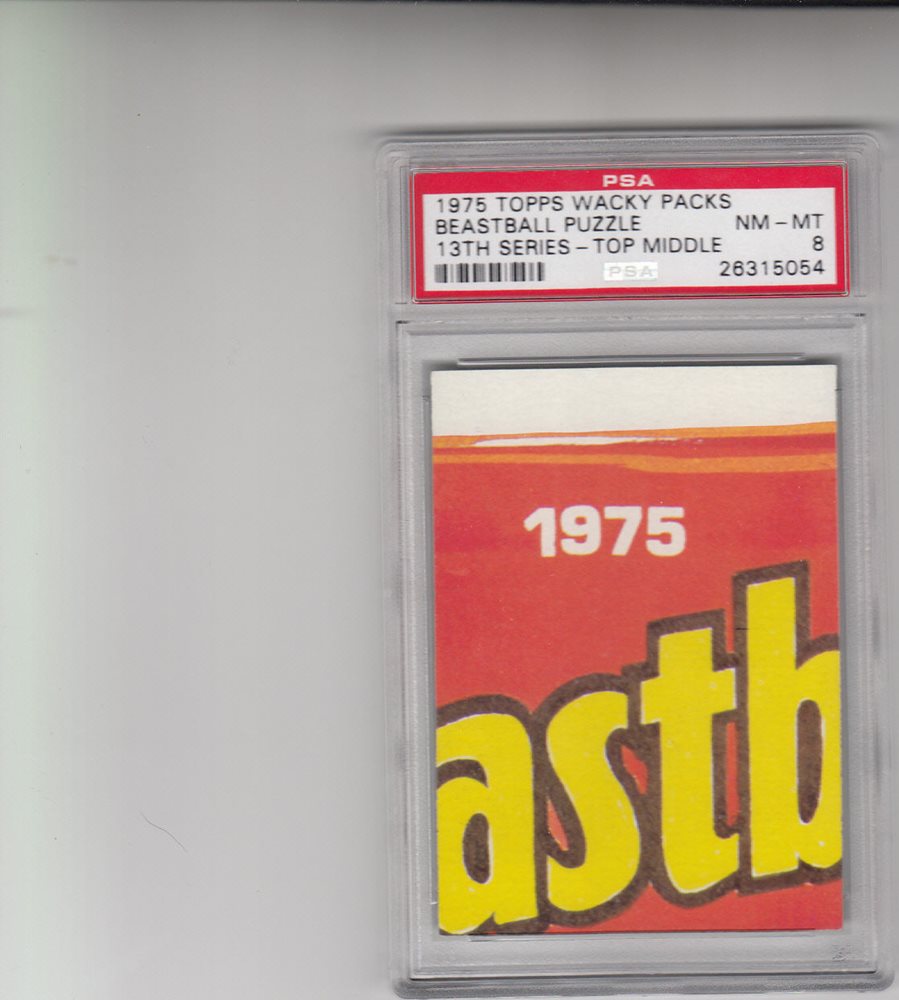 PSA
1975 TOPPS WACKY PACKS
BEASTBALL PUZZLE NM - MT
13TH SERIES - TOP MIDDLE 8
PSA 26315054
1975
astb